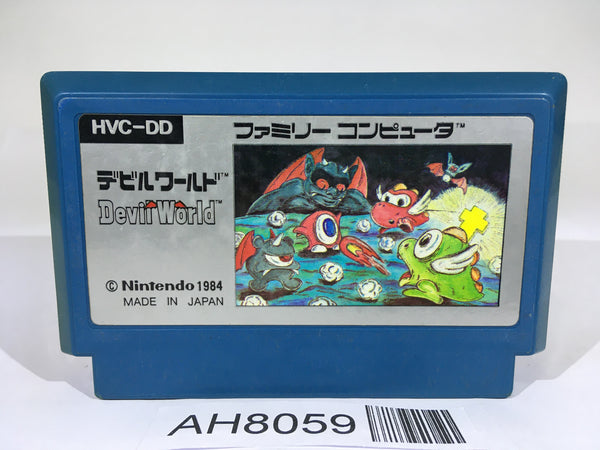 HVC-DD
ファミリー コンピュータ™
デビルワールド™
Devil World™
© Nintendo 1984
MADE IN JAPAN
AH8059